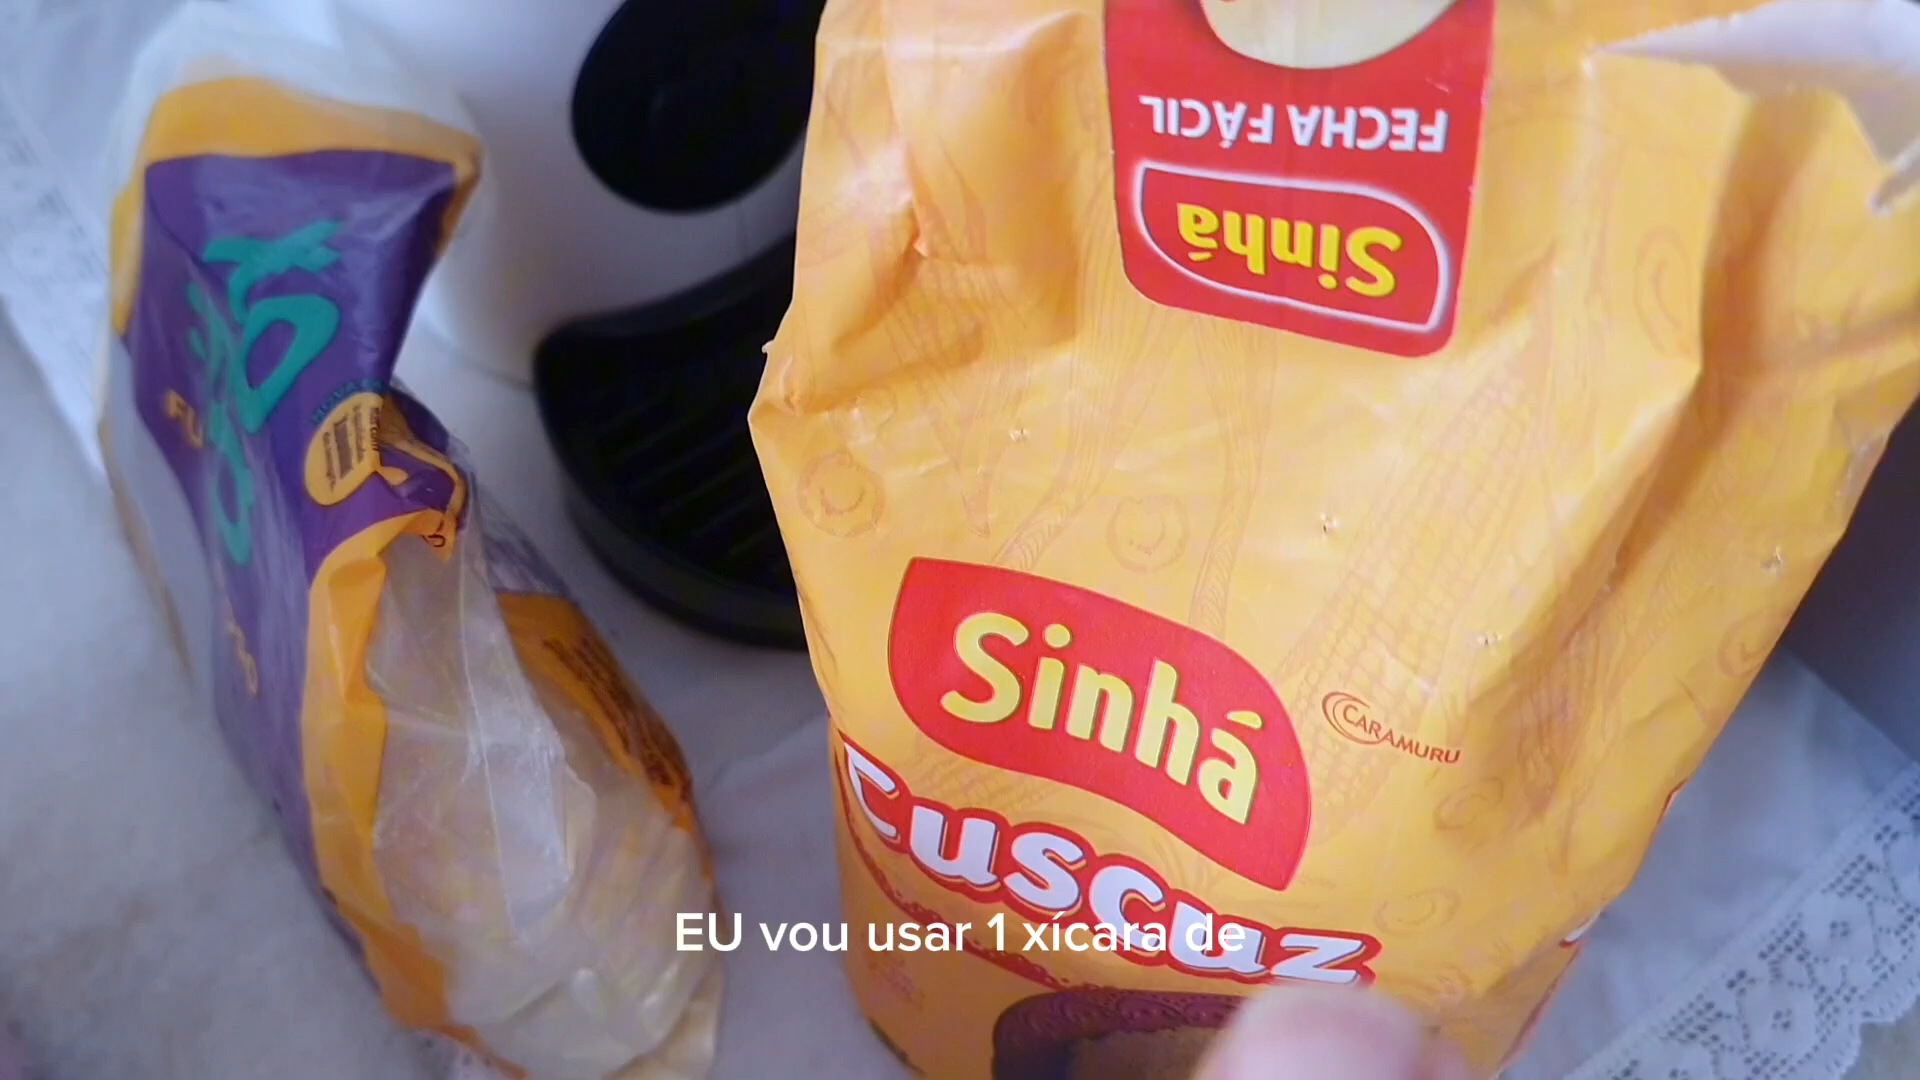 FECHA FÁCIL
Sinhá
Sinhá
CARAMURU
Cuscuz
EU vou usar 1 xícara de